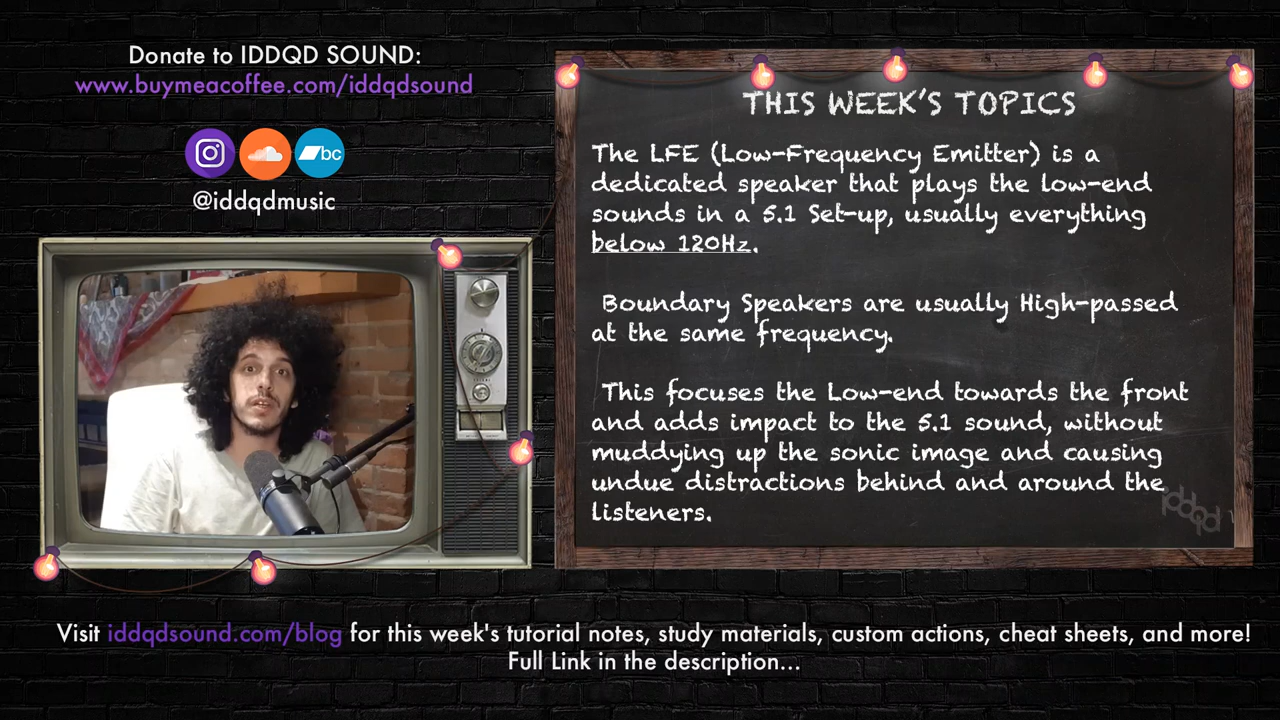 Donate to IDDQD SOUND:
www.buymeacoffee.com/iddqdsound
bc
@iddqdmusic
THIS WEEK'S TOPICS
The LFE (Low-Frequency Emitter) is a
dedicated speaker that plays the low-end
sounds in a 5.1 Set-up, usually everything
below 120Hz.
Boundary Speakers are usually High-passed
at the same frequency.
This focuses the Low-end towards the front
and adds impact to the 5.1 sound, without
muddying up the sonic image and causing
undue distractions behind and around the
listeners.
iddqd
Visit iddqdsound.com/blog for this week's tutorial notes, study materials, custom actions, cheat sheets, and more!
Full Link in the description...